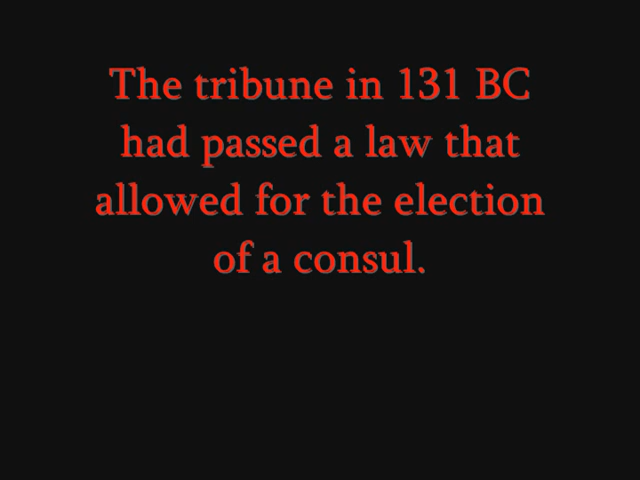 The tribune in 131 BC
had passed a law that
allowed for the election
of a consul.